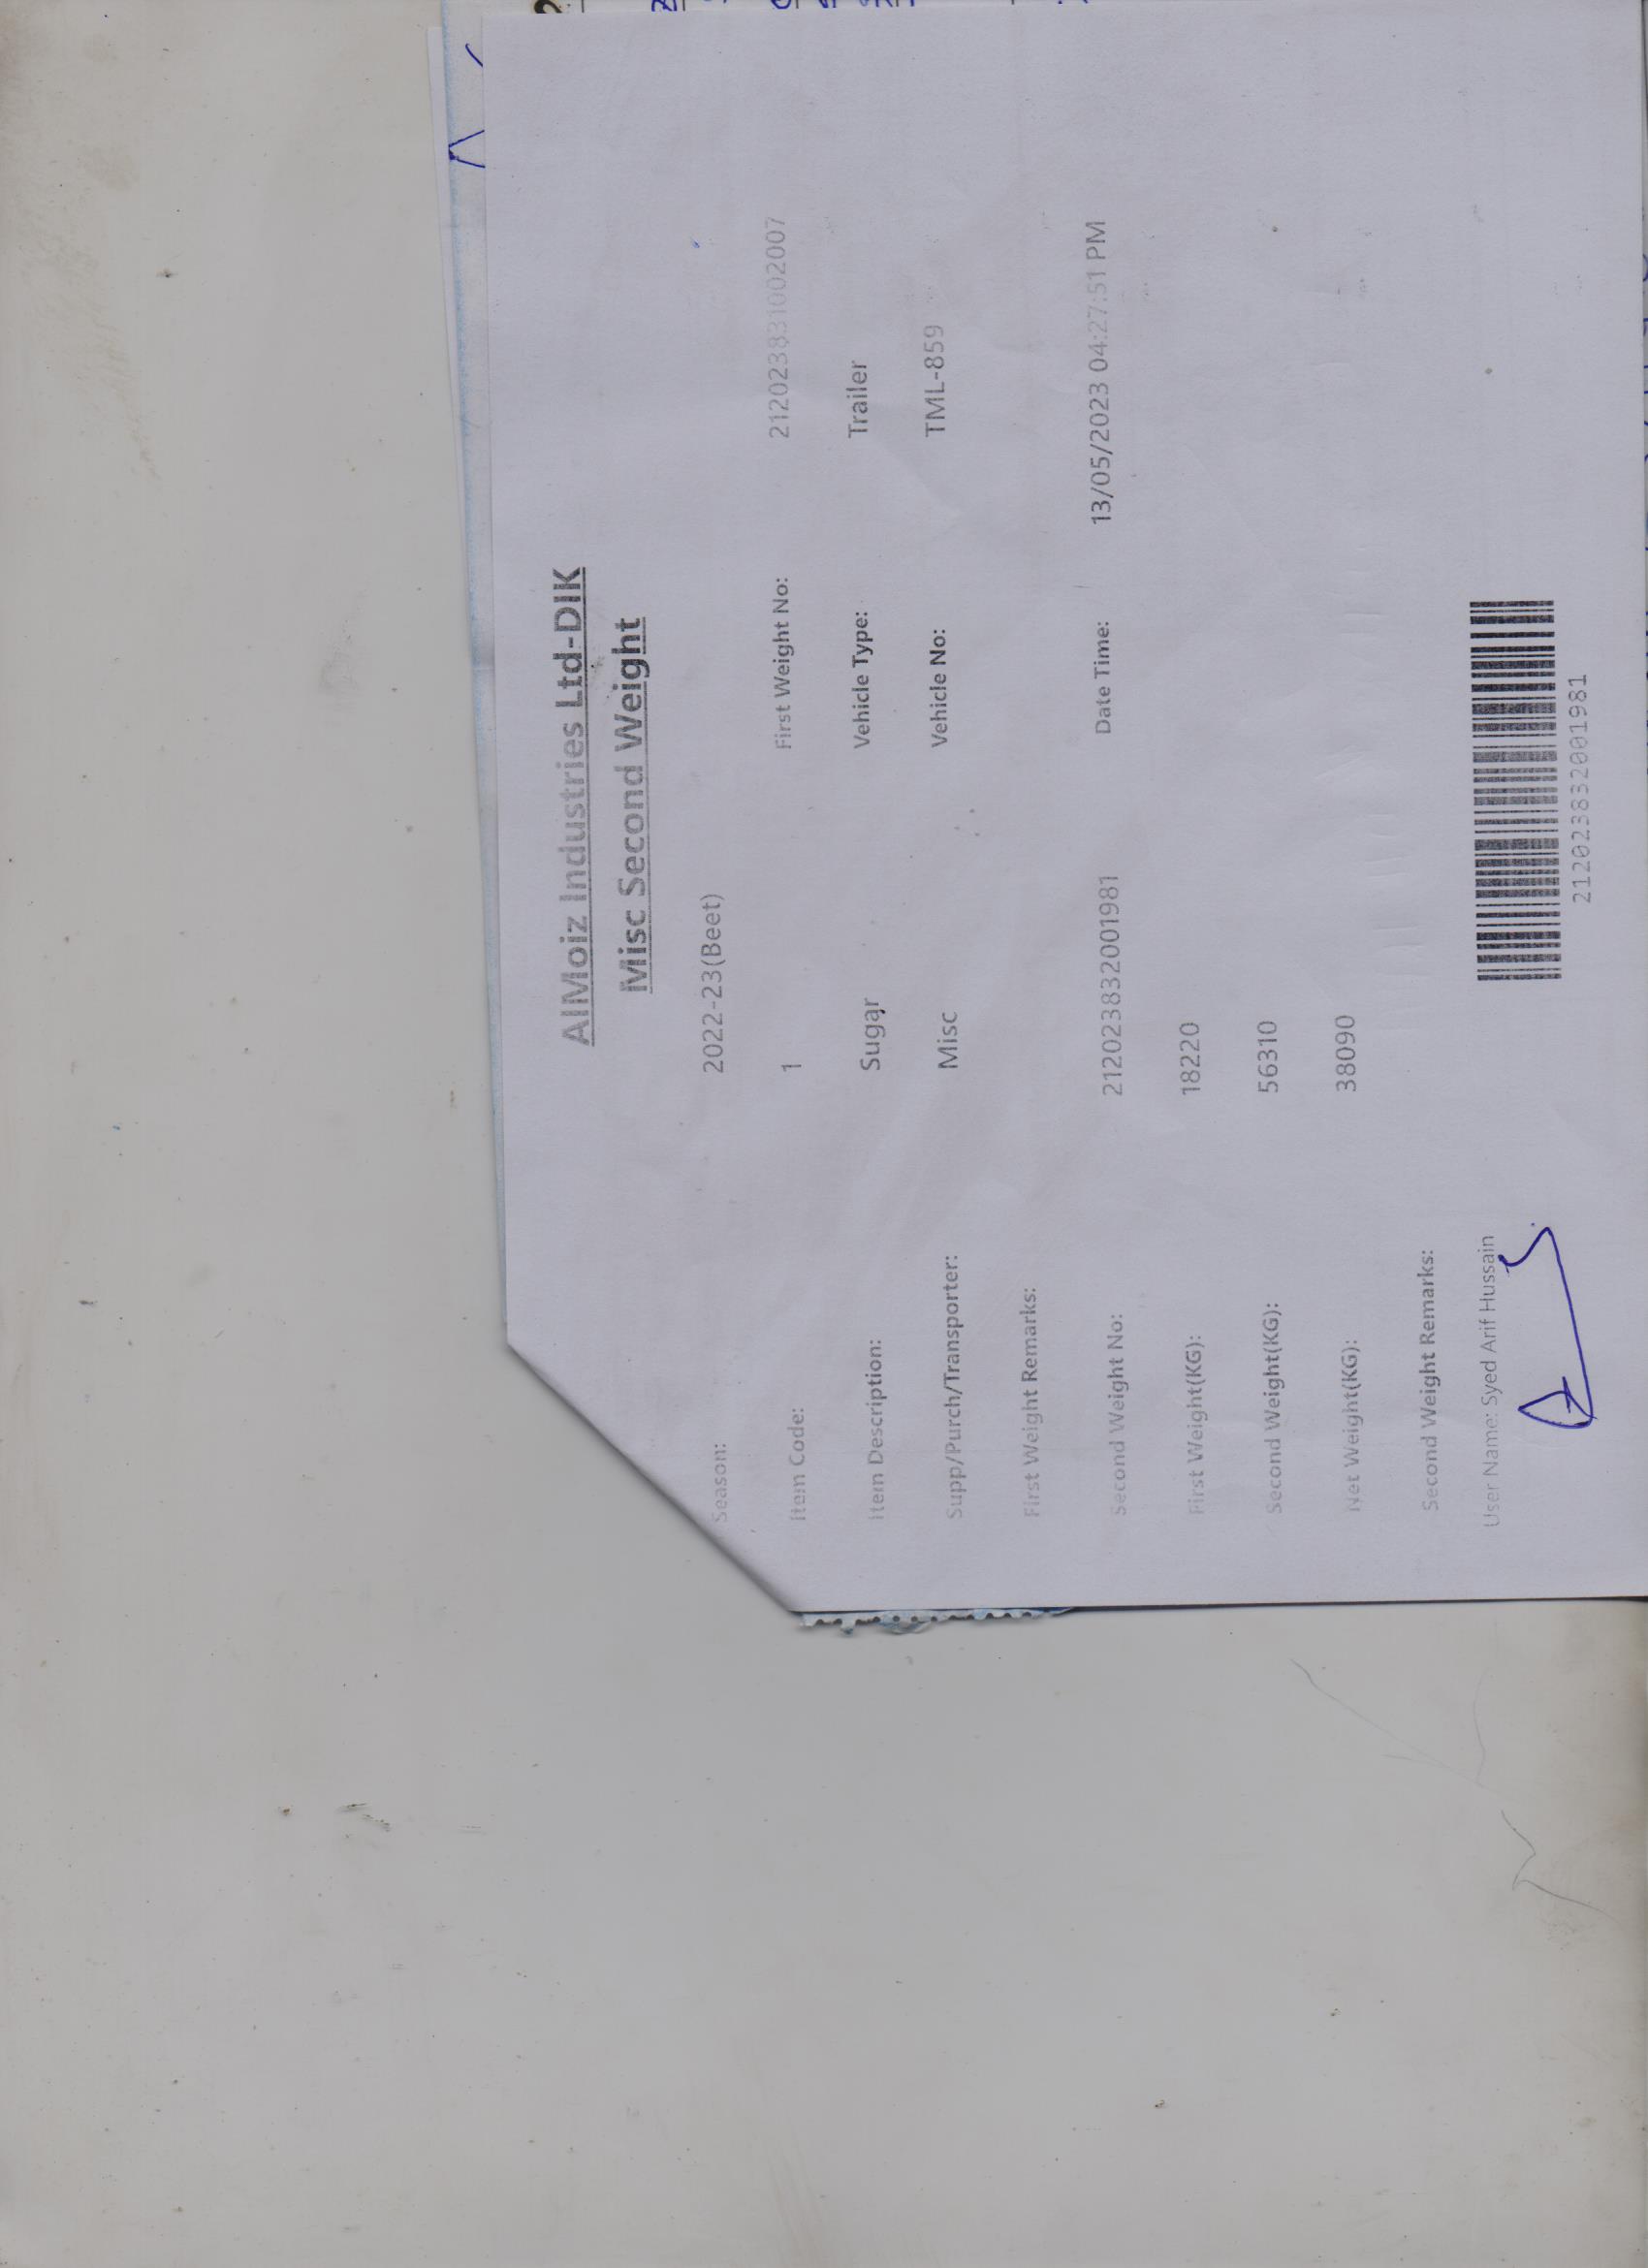 AlMoiz Industries Ltd-DIK
Misc Second Weight
Season: 2022-23(Beet)
Item Code: 1 First Weight No: 2120238310020​07
Item Description: Sugar Vehicle Type: Trailer
Supp/Purch/Transporter: Misc Vehicle No: TML-859
First Weight Remarks:
Second Weight No: 212023832001981 Date Time: 13/05/2023 04:27:51 PM
First Weight(KG): 18220
Second Weight(KG): 56310
Net Weight(KG): 38090
Second Weight Remarks:
User Name: Syed Arif Hussain
212023832001981